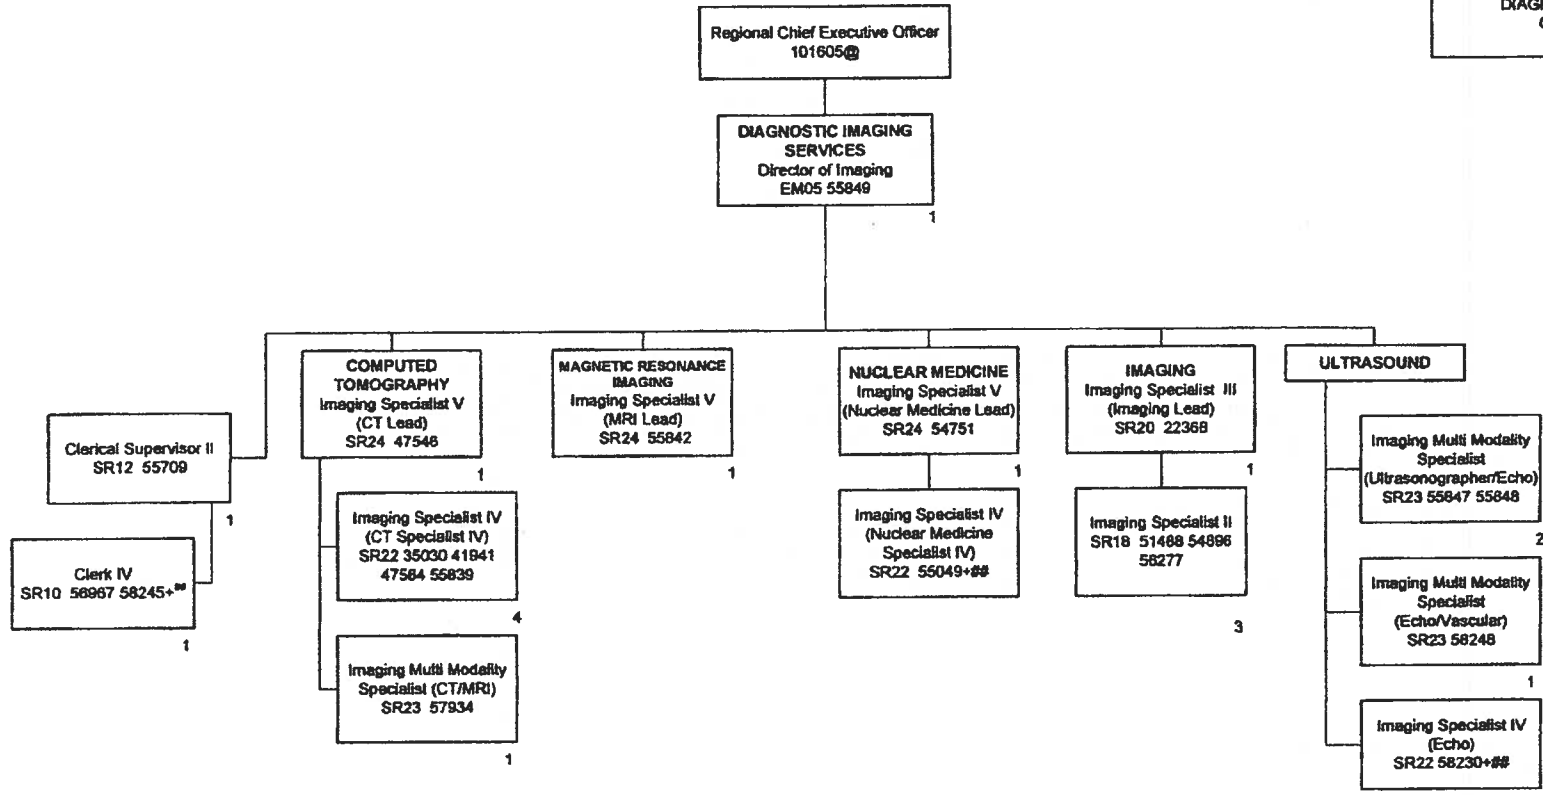 Regional Chief Executive Officer
101605@
DIAGNOSTIC IMAGING
SERVICES
Director of Imaging
EM05 55849
1
COMPUTED
TOMOGRAPHY
Imaging Specialist V
(CT Lead)
SR24 47546
1
MAGNETIC RESONANCE
IMAGING
Imaging Specialist V
(MRI Lead)
SR24 55842
1
NUCLEAR MEDICINE
Imaging Specialist V
(Nuclear Medicine Lead)
SR24 54751
1
IMAGING
Imaging Specialist III
(Imaging Lead)
SR20 22368
1
ULTRASOUND
Clerical Supervisor II
SR12 55709
1
Clerk IV
SR10 56967 58245+##
1
Imaging Specialist IV
(CT Specialist IV)
SR22 35030 41941
47564 55839
4
Imaging Multi Modality
Specialist (CT/MRI)
SR23 57934
1
Imaging Specialist IV
(Nuclear Medicine
Specialist IV)
SR22 55049+##
Imaging Specialist II
SR18 51468 54896
56277
3
Imaging Multi Modality
Specialist
(Ultrasonographer/Echo)
SR23 55847 55848
2
Imaging Multi Modality
Specialist
(Echo/Vascular)
SR23 58248
1
Imaging Specialist IV
(Echo)
SR22 58230+##